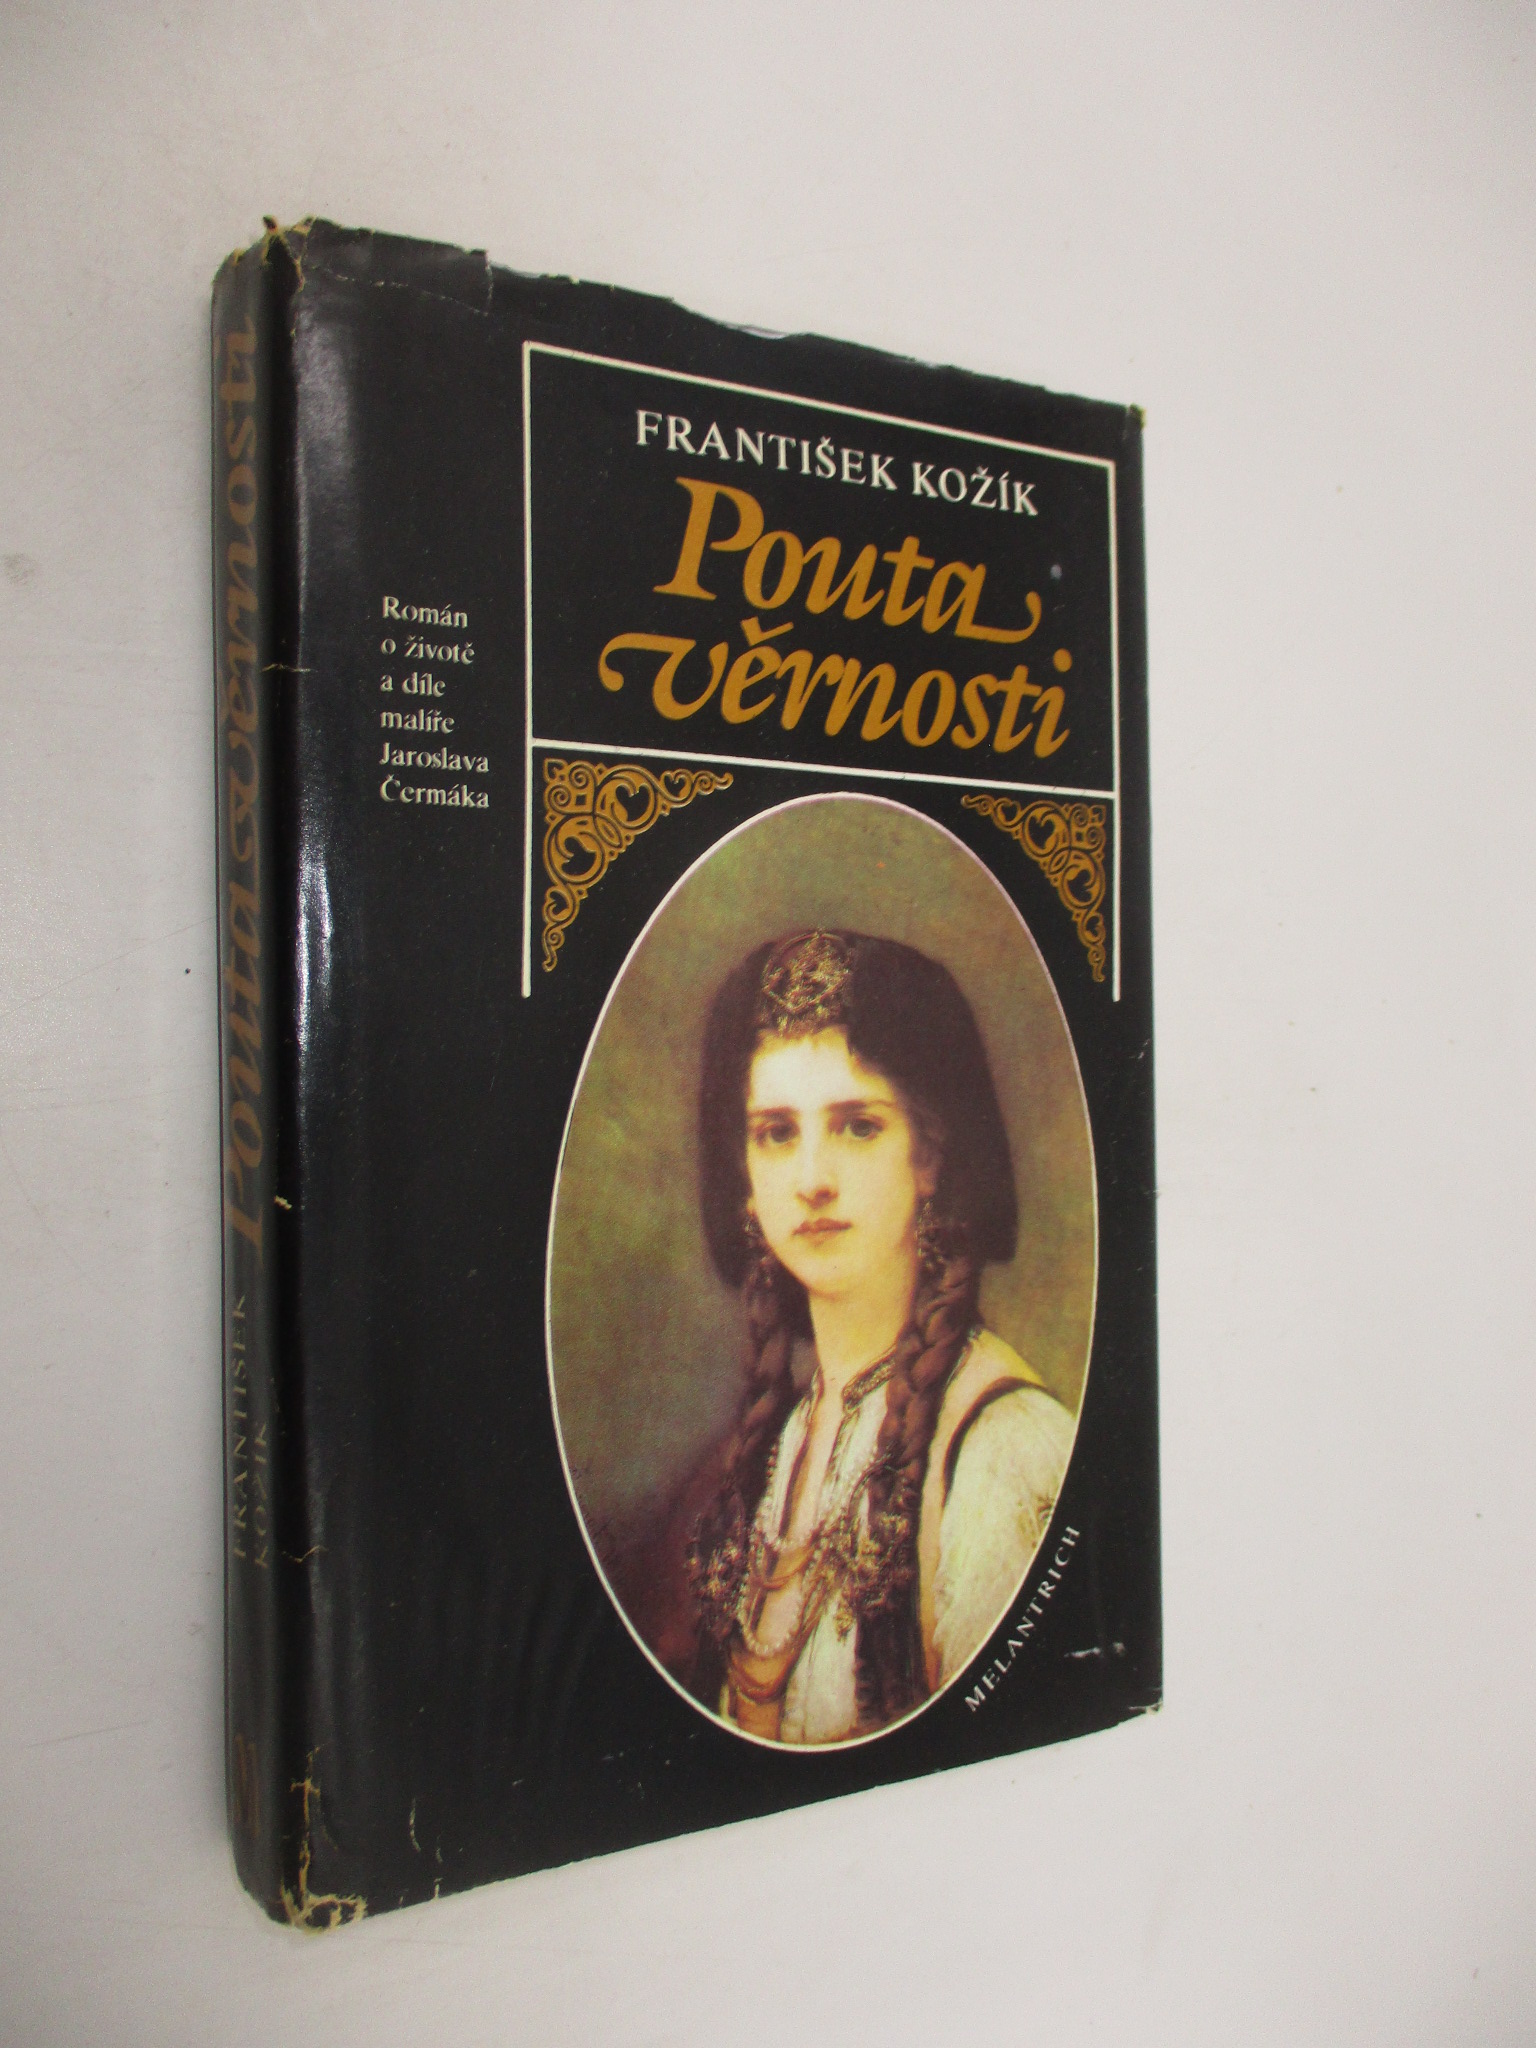 FRANTIŠEK KOŽÍK
Pouta
věrnosti
Román
o životě
a díle
malíře
Jaroslava
Čermáka
MELANTRICH
FRANTIŠEK
KOŽÍK
Pouta věrnosti